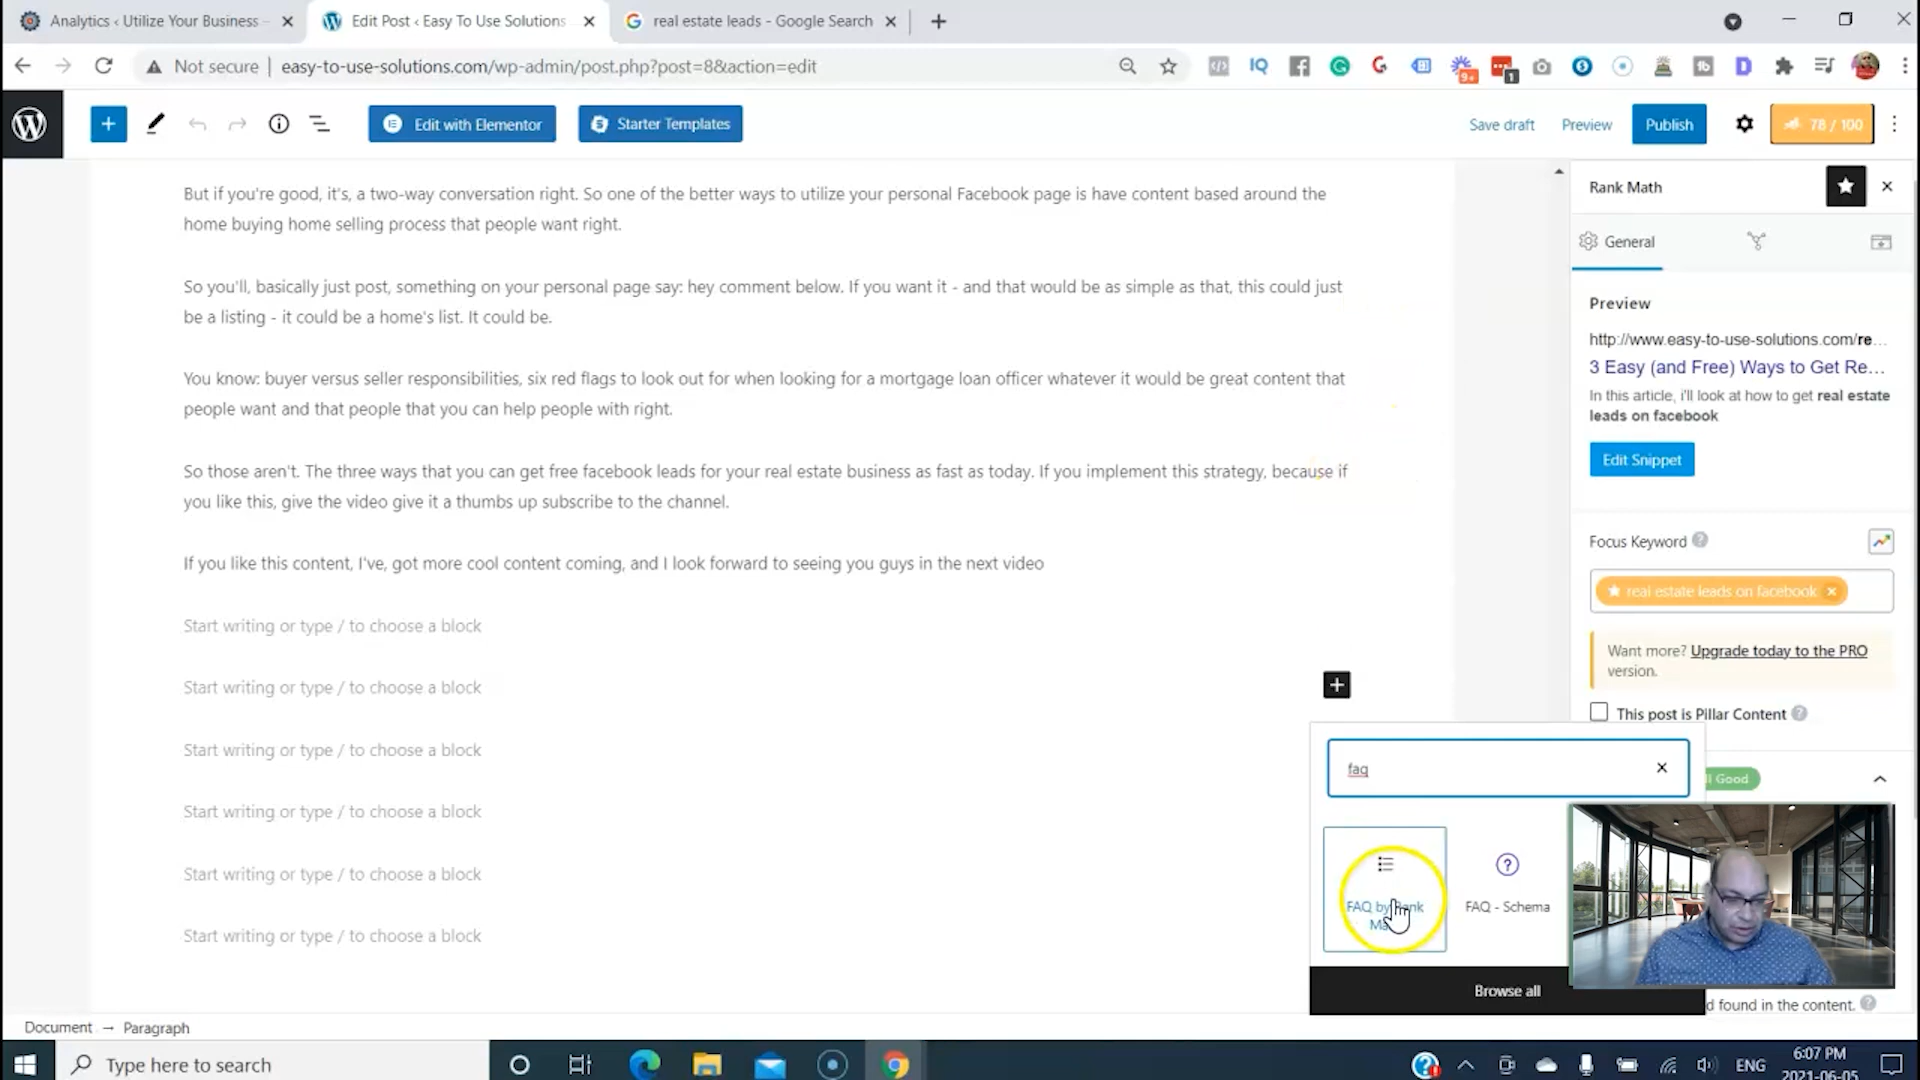 Analytics ‹ Utilize Your Business -
Edit Post ‹ Easy To Use Solutions
real estate leads - Google Search
Not secure | easy-to-use-solutions.com/wp-admin/post.php?post=8&action=edit
Edit with Elementor
Starter Templates
Save draft
Preview
Publish
78 / 100
But if you're good, it's, a two-way conversation right. So one of the better ways to utilize your personal Facebook page is have content based around the
home buying home selling process that people want right.
So you'll, basically just post, something on your personal page say: hey comment below. If you want it - and that would be as simple as that, this could just
be a listing - it could be a home's list. It could be.
You know: buyer versus seller responsibilities, six red flags to look out for when looking for a mortgage loan officer whatever it would be great content that
people want and that people that you can help people with right.
So those aren't. The three ways that you can get free facebook leads for your real estate business as fast as today. If you implement this strategy, because if
you like this, give the video give it a thumbs up subscribe to the channel.
If you like this content, I've, got more cool content coming, and I look forward to seeing you guys in the next video
Start writing or type / to choose a block
Start writing or type / to choose a block
Start writing or type / to choose a block
Start writing or type / to choose a block
Start writing or type / to choose a block
Start writing or type / to choose a block
Rank Math
General
Preview
http://www.easy-to-use-solutions.com/re...
3 Easy (and Free) Ways to Get Re...
In this article, i'll look at how to get real estate
leads on facebook
Edit Snippet
Focus Keyword
real estate leads on facebook
Want more? Upgrade today to the PRO
version.
This post is Pillar Content
Good
faq
FAQ by Rank
FAQ - Schema
Browse all
found in the content.
Document → Paragraph
Type here to search
9+
1
IQ
ENG
6:07 PM
2021-06-05